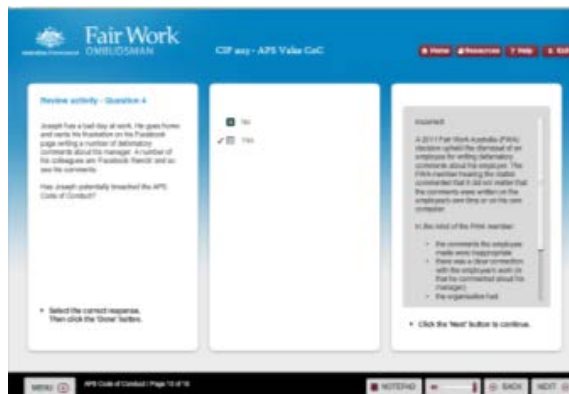 Fair Work
OMBUDSMAN
APS Value CoC
Home Resources ? Help Exit
Review activity - Question 4
Joseph has a bad day at work. He goes home
and vents his frustration on his Facebook
page writing a number of defamatory
comments about his manager. A number of
his colleagues are Facebook friends and so
see his comments.
Has Joseph potentially breached the APS
Code of Conduct?
Select the correct response.
Then click the 'Done' button.
No
Yes
Incorrect
A 2011 Fair Work Australia (FWA)
decision upheld the dismissal of an
employee for writing defamatory
comments about his employer. The
FWA member hearing the matter
commented that it did not matter that
the comments were written on the
employee's own time or on his own
computer.
In the mind of the FWA member:
• the comments the employee
made were inappropriate
• there was a clear connection
with the employee's work (in
that he commented about his
manager)
• the organisation had
Click the 'Next' button to continue.
MENU APS Code of Conduct | Page 13 of
NOTEPAD BACK NEXT